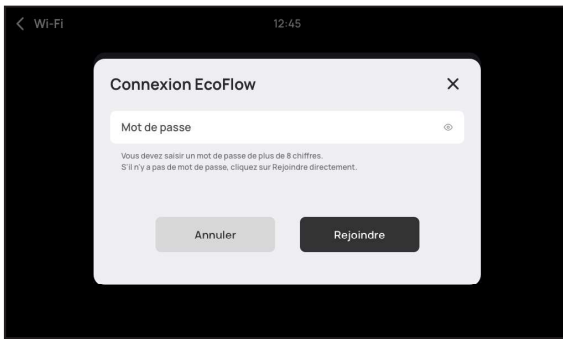 Wi-Fi
12:45
Connexion EcoFlow
Mot de passe
Vous devez saisir un mot de passe de plus de 8 chiffres.
S'il n'y a pas de mot de passe, cliquez sur Rejoindre directement.
Annuler
Rejoindre